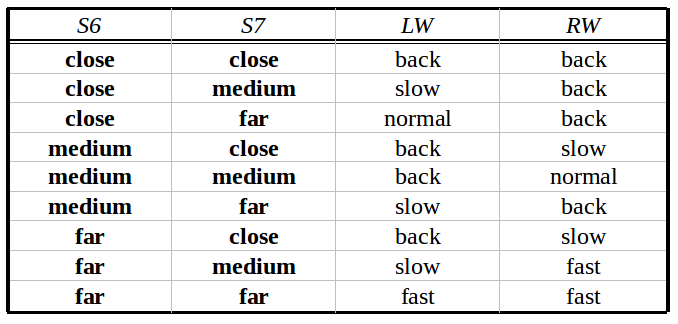 S6 S7 LW RW
close close back back
close medium slow back
close far normal back
medium close back slow
medium medium back normal
medium far slow back
far close back slow
far medium slow fast
far far fast fast